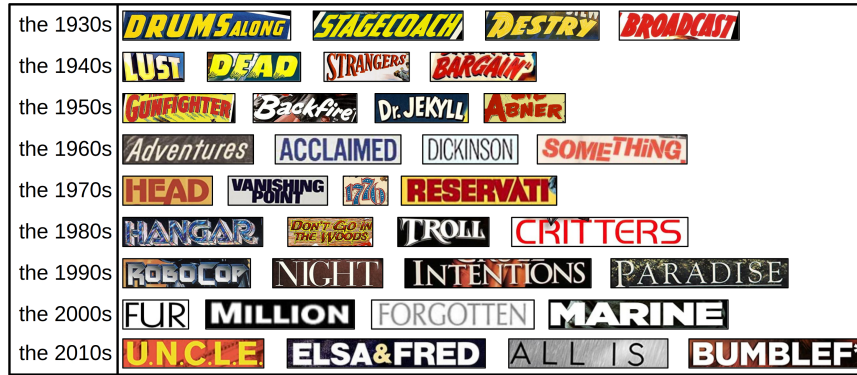 the 1930s DRUMS ALONG STAGECOACH DESTRY BROADCAST
the 1940s LUST DEAD STRANGERS BARGAIN"
the 1950s GUNFIGHTER Backfire Dr. JEKYLL ABNER
the 1960s Adventures ACCLAIMED DICKINSON SOMETHiNG
the 1970s HEAD VANISHING POINT 1776 RESERVATI
the 1980s HANGAR DON'T GO IN THE WOODS TROLL CRITTERS
the 1990s ROBOCOP NIGHT INTENTIONS PARADISE
the 2000s FUR MILLION FORGOTTEN MARINE
the 2010s U.N.C.L.E. ELSA&FRED ALL IS BUMBLEF